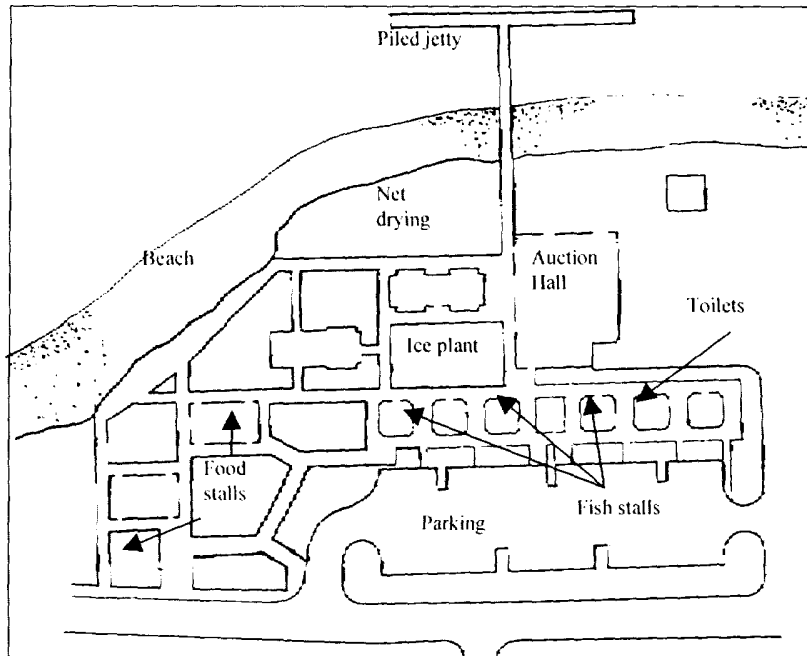 Piled jetty
Net
drying
Beach
Auction
Hall
Toilets
Ice plant
Food
stalls
Fish stalls
Parking